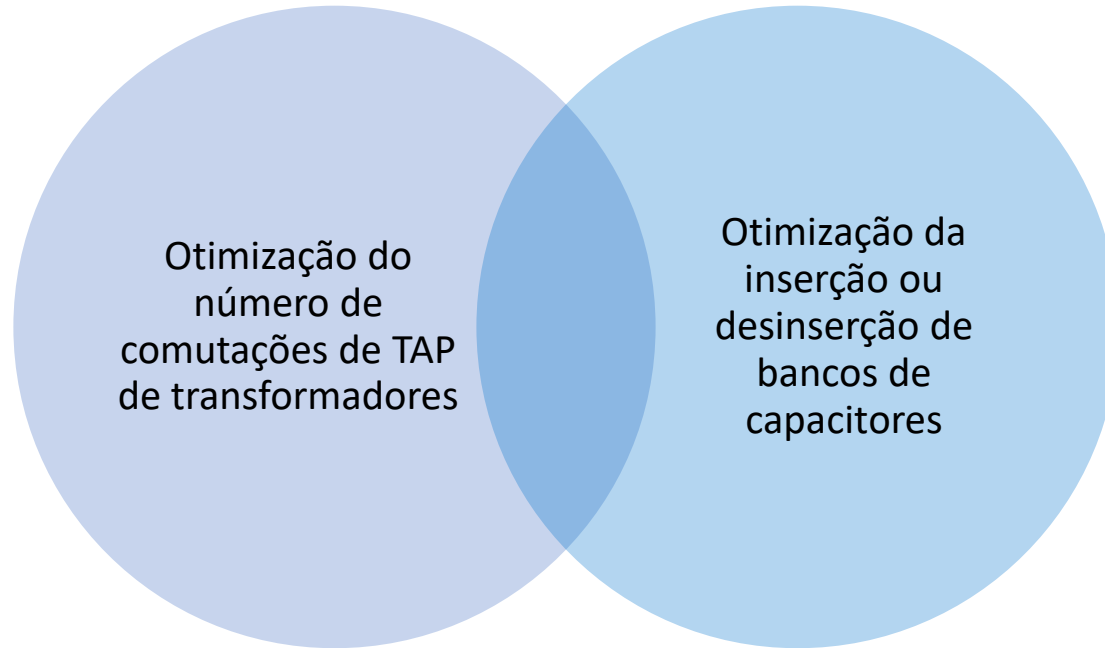 Otimização do
número de
comutações de TAP
de transformadores
Otimização da
inserção ou
desinserção de
bancos de
capacitores